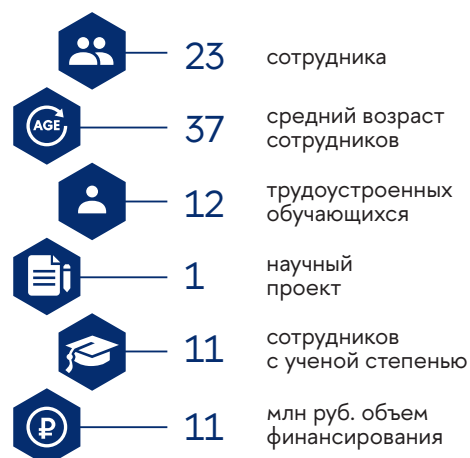 23 сотрудника
AGE 37 средний возраст
сотрудников
12 трудоустроенных
обучающихся
1 научный
проект
11 сотрудников
с ученой степенью
₽ 11 млн руб. объем
финансирования